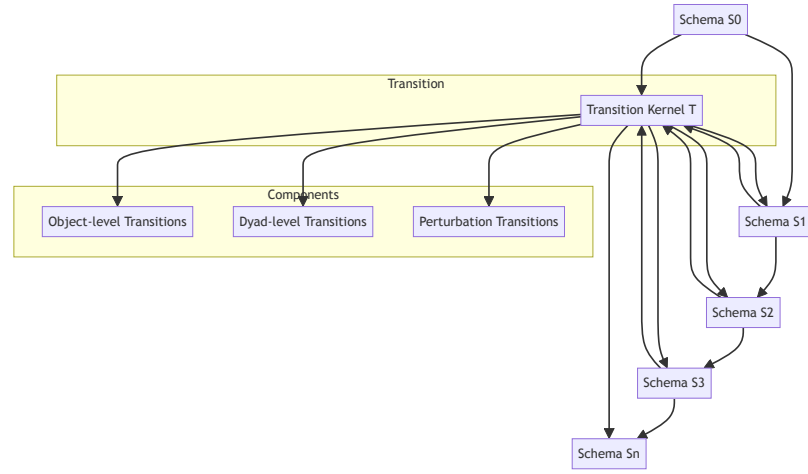 Schema S0
Transition
Transition Kernel T
Components
Object-level Transitions
Dyad-level Transitions
Perturbation Transitions
Schema S1
Schema S2
Schema S3
Schema Sn